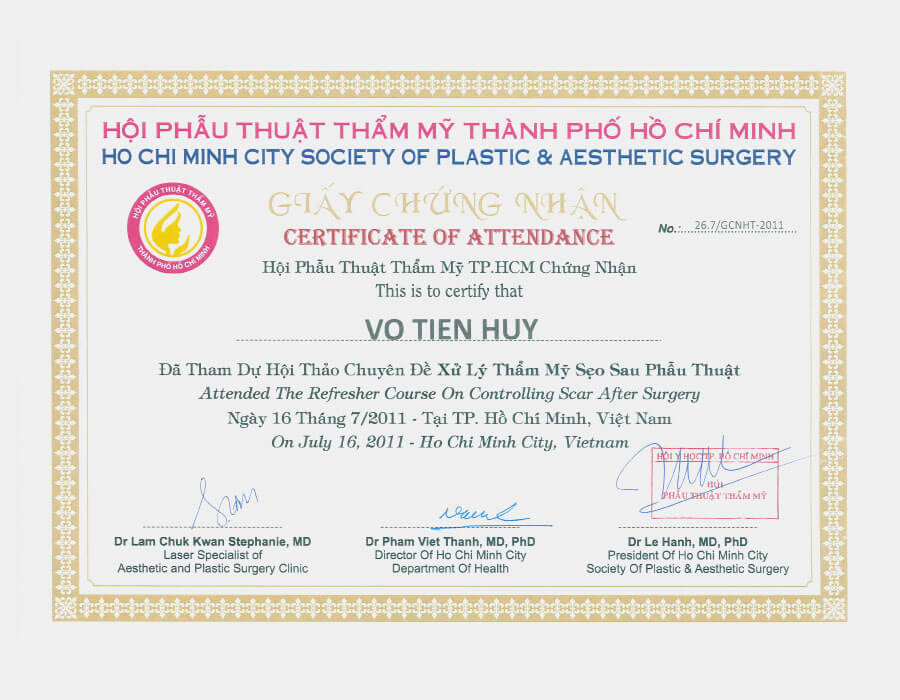 HỘI PHẪU THUẬT THẨM MỸ THÀNH PHỐ HỒ CHÍ MINH
HO CHI MINH CITY SOCIETY OF PLASTIC & AESTHETIC SURGERY
HỘI PHẪU THUẬT THẨM MỸ
THÀNH PHỐ HỒ CHÍ MINH
GIẤY CHỨNG NHẬN
CERTIFICATE OF ATTENDANCE
No.: 26.7/GCNHT-2011
Hội Phẫu Thuật Thẩm Mỹ TP.HCM Chứng Nhận
This is to certify that
VO TIEN HUY
Đã Tham Dự Hội Thảo Chuyên Đề Xử Lý Thẩm Mỹ Sẹo Sau Phẫu Thuật
Attended The Refresher Course On Controlling Scar After Surgery
Ngày 16 Tháng 7/2011 - Tại TP. Hồ Chí Minh, Việt Nam
On July 16, 2011 - Ho Chi Minh City, Vietnam
HỘI Y HỌC TP. HỒ CHÍ MINH
HỘI
PHẪU THUẬT THẨM MỸ
Dr Lam Chuk Kwan Stephanie, MD
Laser Specialist of
Aesthetic and Plastic Surgery Clinic
Dr Pham Viet Thanh, MD, PhD
Director Of Ho Chi Minh City
Department Of Health
Dr Le Hanh, MD, PhD
President Of Ho Chi Minh City
Society Of Plastic & Aesthetic Surgery